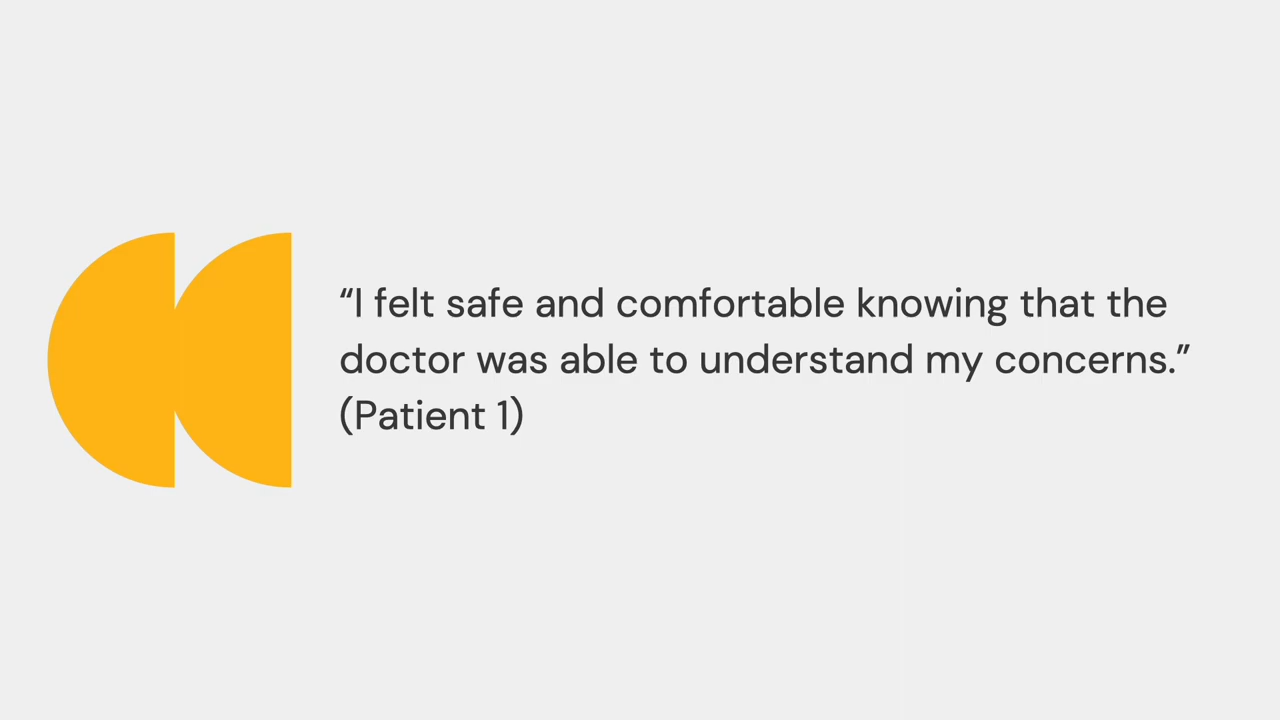 “I felt safe and comfortable knowing that the
doctor was able to understand my concerns.”
(Patient 1)